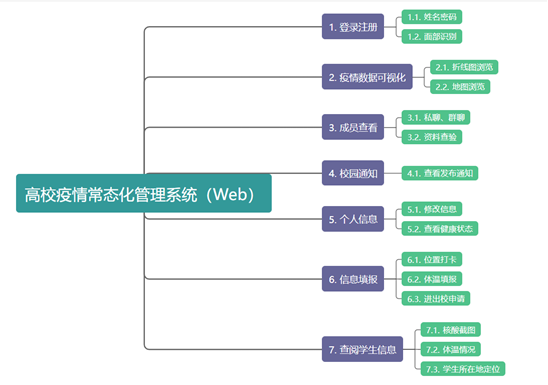 高校疫情常态化管理系统（Web）
1. 登录注册
1.1. 姓名密码
1.2. 面部识别
2. 疫情数据可视化
2.1. 折线图浏览
2.2. 地图浏览
3. 成员查看
3.1. 私聊、群聊
3.2. 资料查验
4. 校园通知
4.1. 查看发布通知
5. 个人信息
5.1. 修改信息
5.2. 查看健康状态
6. 信息填报
6.1. 位置打卡
6.2. 体温填报
6.3. 进出校申请
7. 查阅学生信息
7.1. 核酸截图
7.2. 体温情况
7.3. 学生所在地定位